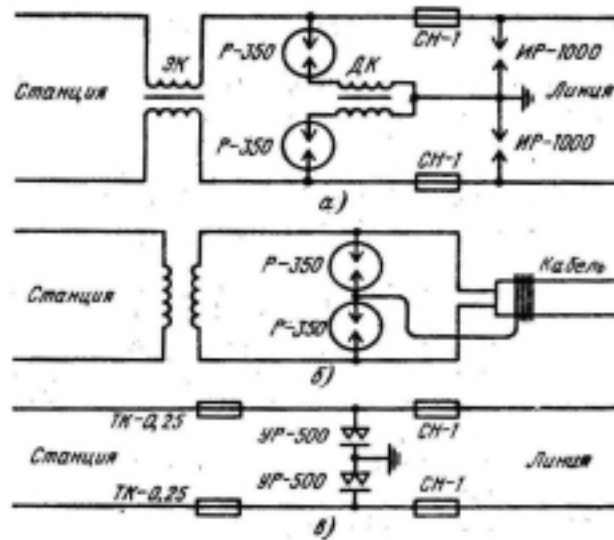 Р-350
СН-1
ЭК
ДК
ИР-1000
Станция
Линия
Р-350
ИР-1000
СН-1
а)
Р-350
Кабель
Станция
Р-350
б)
ТК-0,25
УР-500
СН-1
Станция
Линия
УР-500
ТК-0,25
СН-1
в)